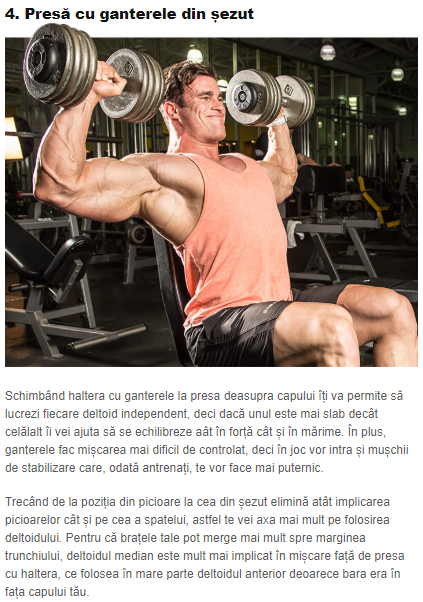 4. Presă cu ganterele din șezut
Schimbând haltera cu ganterele la presa deasupra capului îți va permite să
lucrezi fiecare deltoid independent, deci dacă unul este mai slab decât
celălalt îi vei ajuta să se echilibreze aât în forță cât și în mărime. În plus,
ganterele fac mișcarea mai dificil de controlat, deci în joc vor intra și mușchii
de stabilizare care, odată antrenați, te vor face mai puternic.
Trecând de la poziția din picioare la cea din șezut elimină atât implicarea
picioarelor cât și pe cea a spatelui, astfel te vei axa mai mult pe folosirea
deltoidului. Pentru că brațele tale pot merge mai mult spre marginea
trunchiului, deltoidul median este mult mai implicat în mișcare față de presa
cu haltera, ce folosea în mare parte deltoidul anterior deoarece bara era în
fața capului tău.